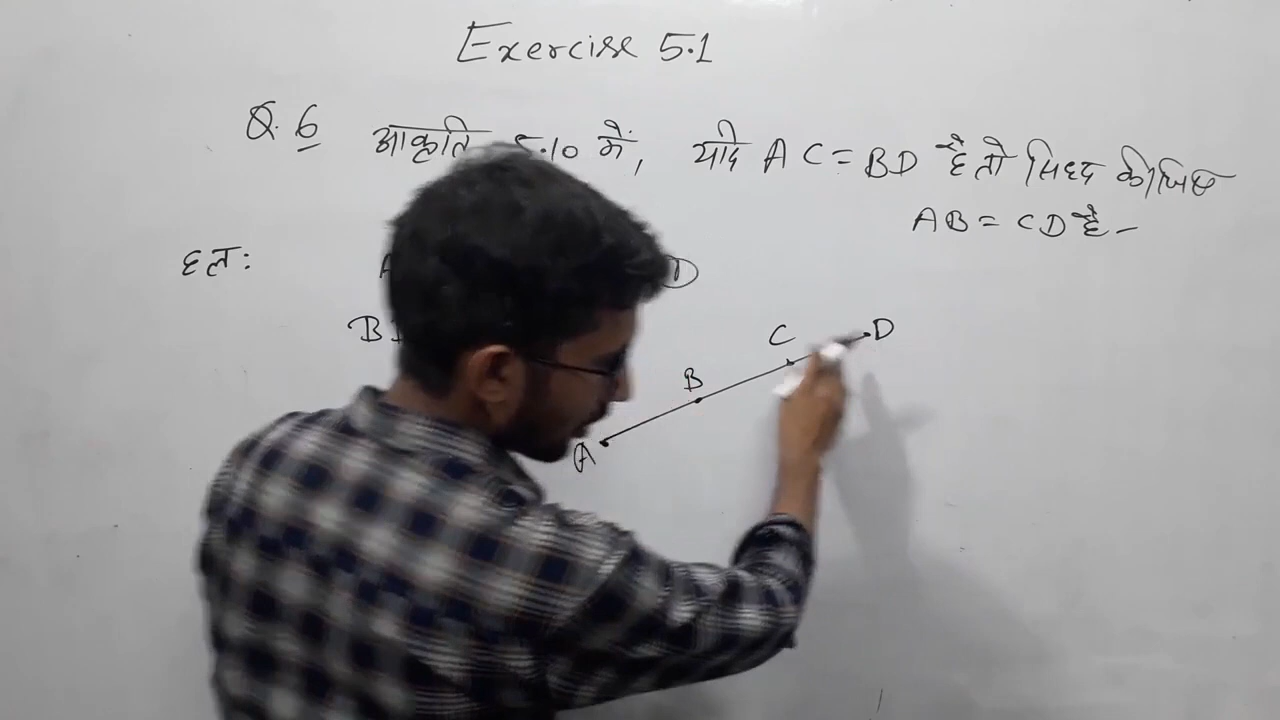 Exercise 5.1
Q. 6 आकृति 5.10 में, यदि AC = BD है तो सिद्ध कीजिए
AB = CD है -
हल: A
B
C D
B
A